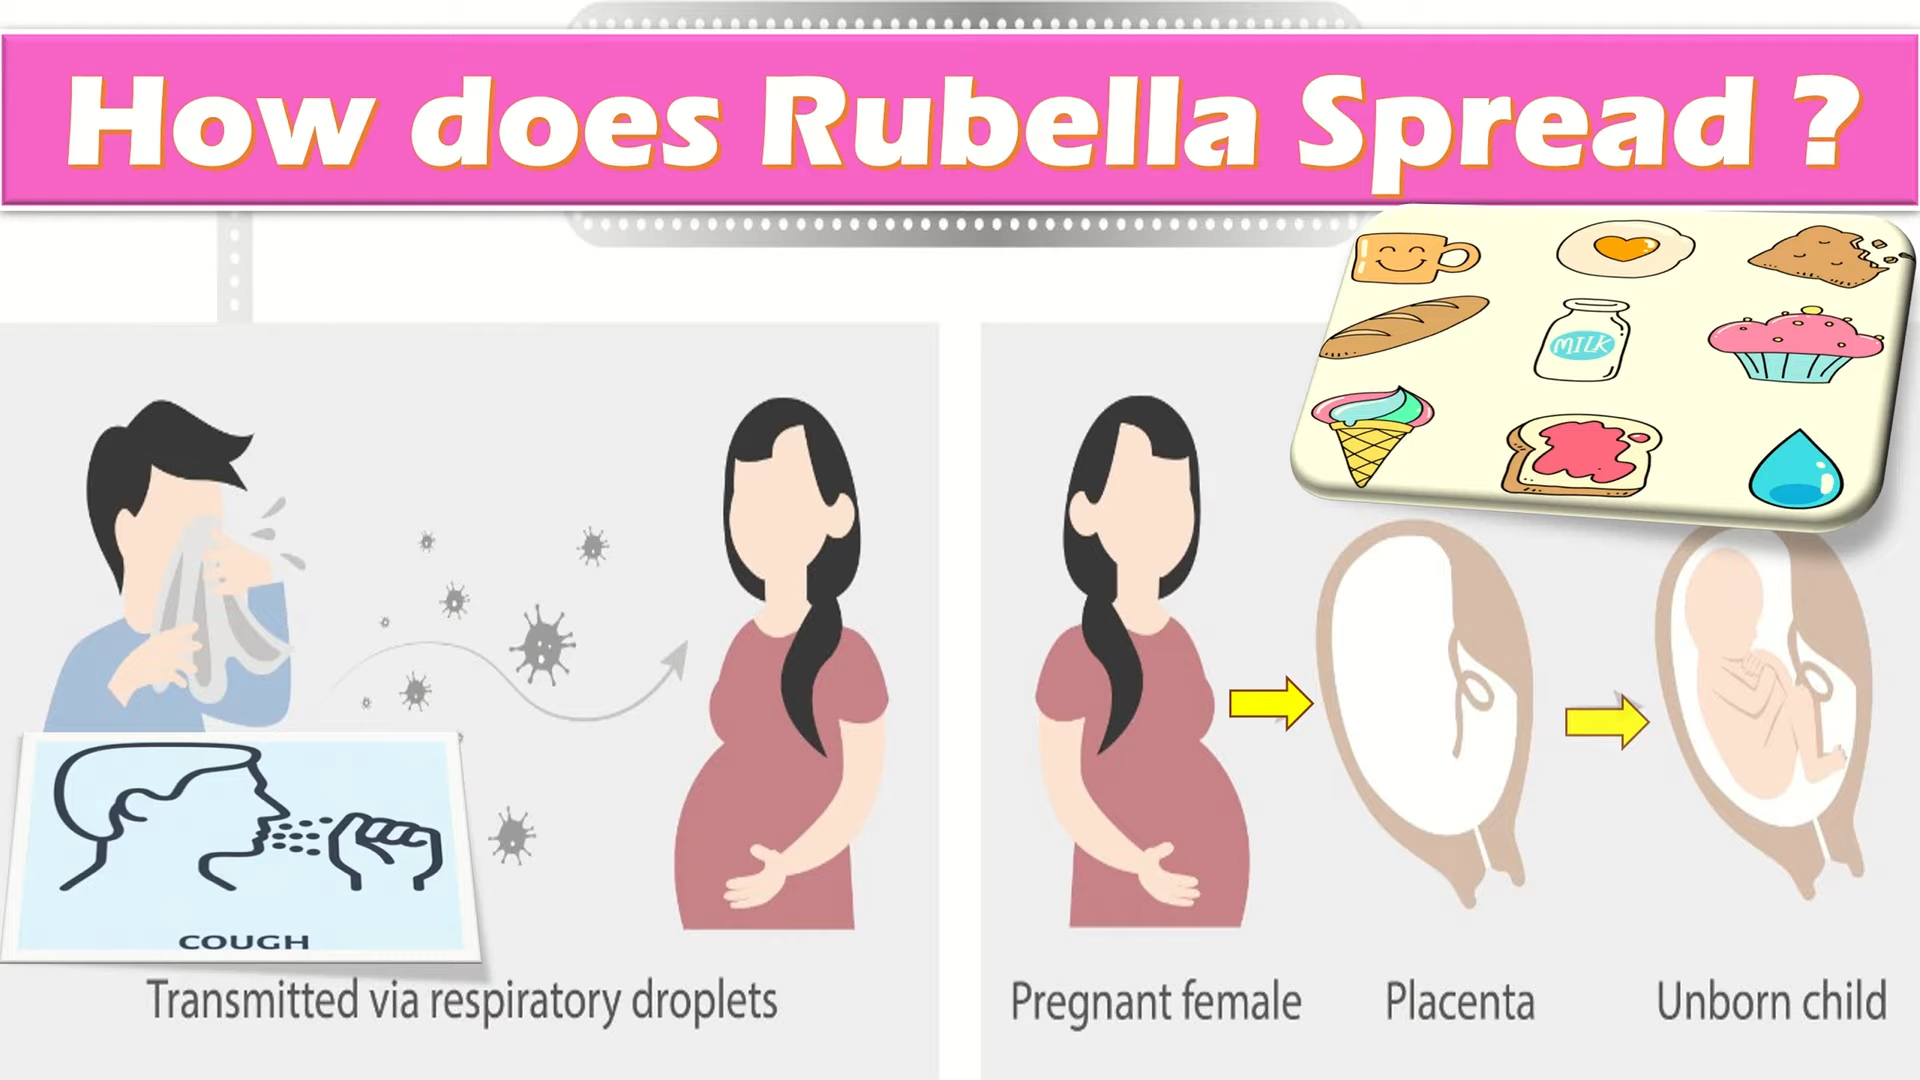 How does Rubella Spread ?
MILK
COUGH
Transmitted via respiratory droplets
Pregnant female
Placenta
Unborn child